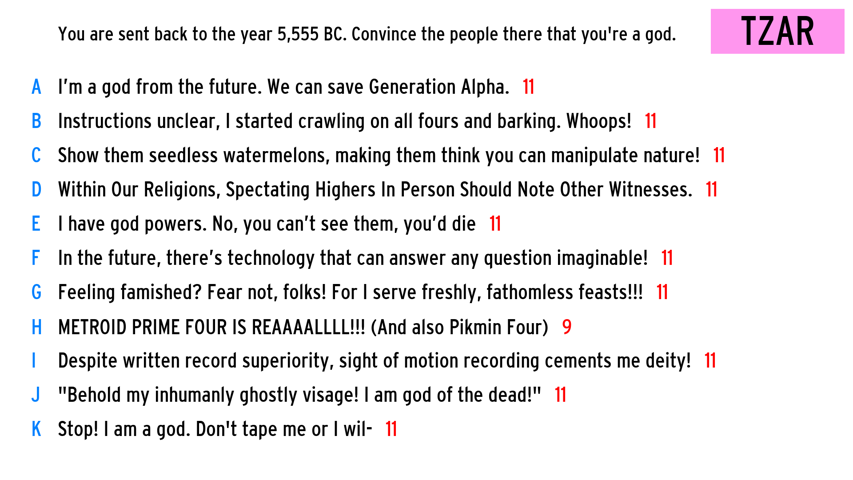 You are sent back to the year 5,555 BC. Convince the people there that you're a god.
TZAR
A I’m a god from the future. We can save Generation Alpha. 11
B Instructions unclear, I started crawling on all fours and barking. Whoops! 11
C Show them seedless watermelons, making them think you can manipulate nature! 11
D Within Our Religions, Spectating Highers In Person Should Note Other Witnesses. 11
E I have god powers. No, you can’t see them, you’d die 11
F In the future, there’s technology that can answer any question imaginable! 11
G Feeling famished? Fear not, folks! For I serve freshly, fathomless feasts!!! 11
H METROID PRIME FOUR IS REAAAALLLL!!! (And also Pikmin Four) 9
I Despite written record superiority, sight of motion recording cements me deity! 11
J "Behold my inhumanly ghostly visage! I am god of the dead!" 11
K Stop! I am a god. Don't tape me or I wil- 11